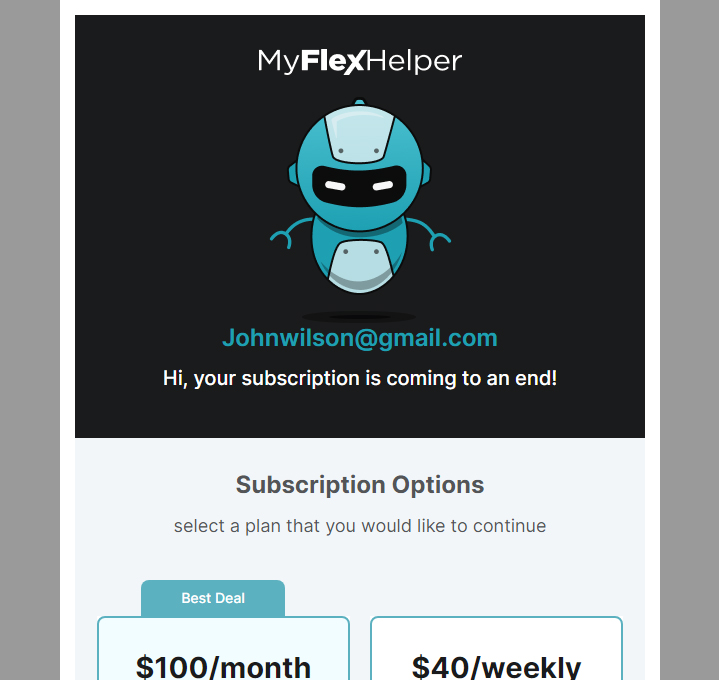 MyFlexHelper
Johnwilson@gmail.com
Hi, your subscription is coming to an end!
Subscription Options
select a plan that you would like to continue
Best Deal
$100/month
$40/weekly